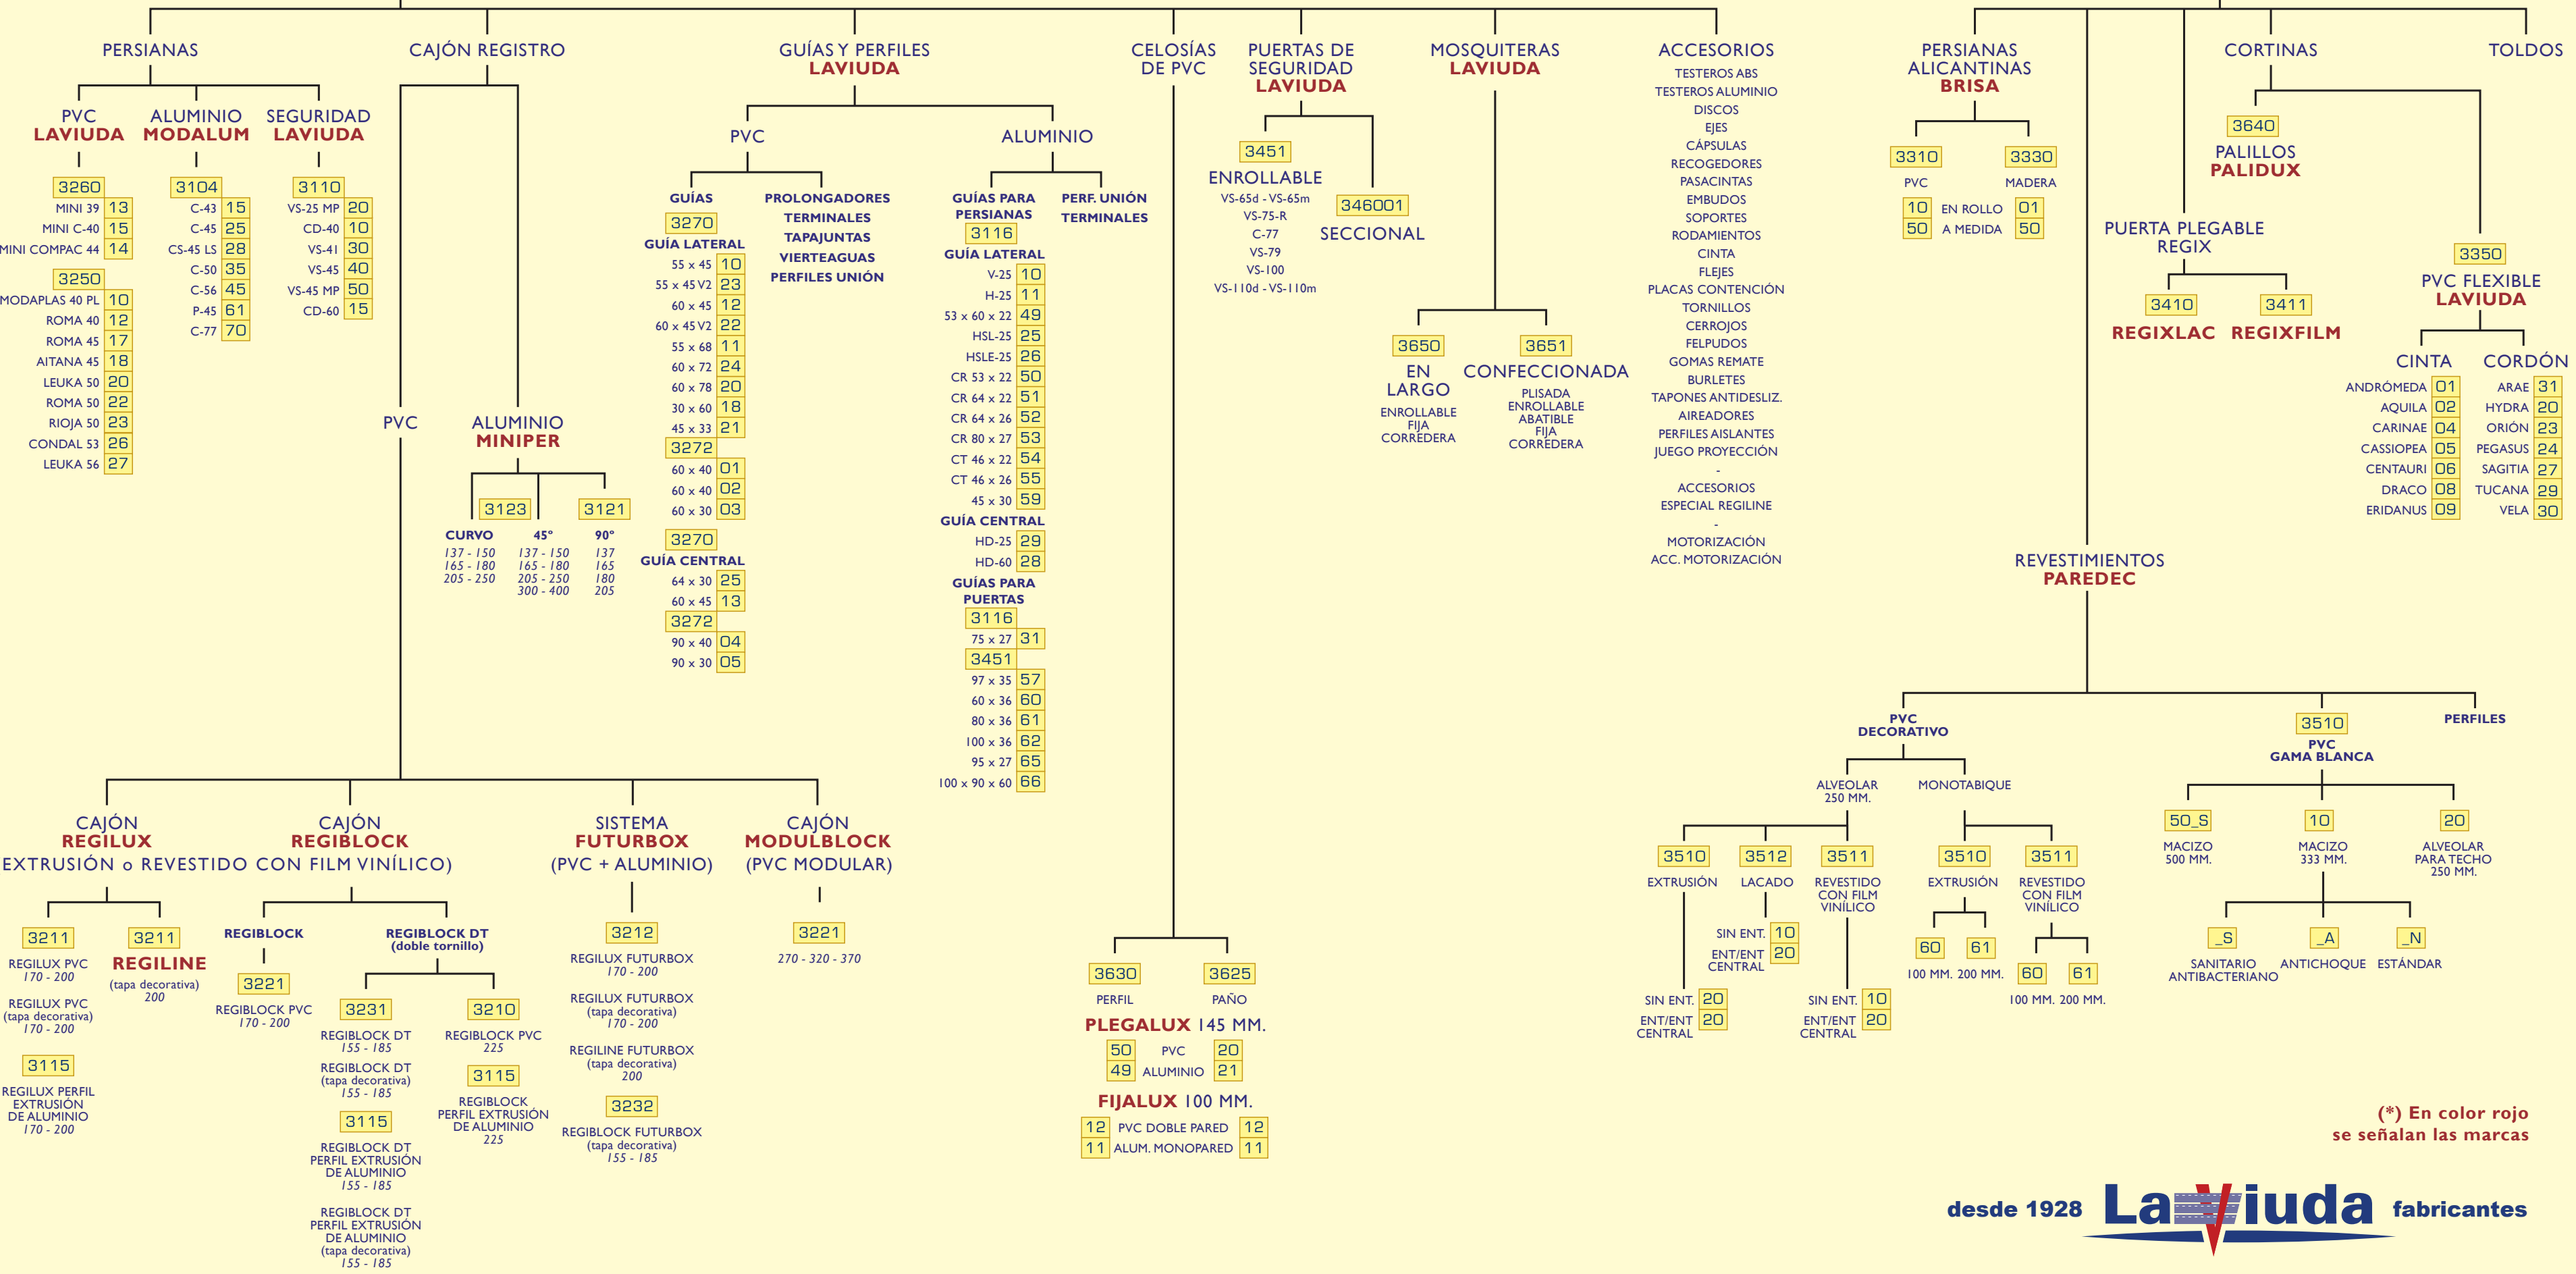 PERSIANAS
PVC
LAVIUDA
3260
MINI 39 13
MINI C-40 15
MINI COMPAC 44 14
3250
MODAPLAS 40 PL 10
ROMA 40 12
ROMA 45 17
AITANA 45 18
LEUKA 50 20
ROMA 50 22
RIOJA 50 23
CONDAL 53 26
LEUKA 56 27
ALUMINIO
MODALUM
3104
C-43 15
C-45 25
CS-45 LS 28
C-50 35
C-56 45
P-45 61
C-77 70
SEGURIDAD
LAVIUDA
3110
VS-25 MP 20
CD-40 10
VS-41 30
VS-45 40
VS-45 MP 50
CD-60 15
CAJÓN REGISTRO
PVC
ALUMINIO
MINIPER
3123
CURVO
137 - 150
165 - 180
205 - 250
45º
137 - 150
165 - 180
205 - 250
300 - 400
3121
90º
137
165
180
205
CAJÓN
REGILUX
CAJÓN
REGIBLOCK
EXTRUSIÓN o REVESTIDO CON FILM VINÍLICO)
3211
REGILUX PVC
170 - 200
REGILUX PVC
(tapa decorativa)
170 - 200
3115
REGILUX PERFIL
EXTRUSIÓN
DE ALUMINIO
170 - 200
3211
REGILINE
(tapa decorativa)
200
REGIBLOCK
3221
REGIBLOCK PVC
170 - 200
REGIBLOCK DT
(doble tornillo)
3231
REGIBLOCK DT
155 - 185
REGIBLOCK DT
(tapa decorativa)
155 - 185
3115
REGIBLOCK DT
PERFIL EXTRUSIÓN
DE ALUMINIO
155 - 185
REGIBLOCK DT
PERFIL EXTRUSIÓN
DE ALUMINIO
(tapa decorativa)
155 - 185
3210
REGIBLOCK PVC
225
3115
REGIBLOCK
PERFIL EXTRUSIÓN
DE ALUMINIO
225
SISTEMA
FUTURBOX
(PVC + ALUMINIO)
3212
REGILUX FUTURBOX
170 - 200
REGILUX FUTURBOX
(tapa decorativa)
170 - 200
REGILINE FUTURBOX
(tapa decorativa)
200
3232
REGIBLOCK FUTURBOX
(tapa decorativa)
155 - 185
CAJÓN
MODULBLOCK
(PVC MODULAR)
3221
270 - 320 - 370
GUÍAS Y PERFILES
LAVIUDA
PVC
GUÍAS
3270
GUÍA LATERAL
55 x 45 10
55 x 45 V2 23
60 x 45 12
60 x 45 V2 22
55 x 68 11
60 x 72 24
60 x 78 20
30 x 60 18
45 x 33 21
3272
60 x 40 01
60 x 40 02
60 x 30 03
3270
GUÍA CENTRAL
64 x 30 25
60 x 45 13
3272
90 x 40 04
90 x 30 05
PROLONGADORES
TERMINALES
TAPAJUNTAS
VIERTEAGUAS
PERFILES UNIÓN
ALUMINIO
GUÍAS PARA
PERSIANAS
3116
GUÍA LATERAL
V-25 10
H-25 11
53 x 60 x 22 49
HSL-25 25
HSLE-25 26
CR 53 x 22 50
CR 64 x 22 51
CR 64 x 26 52
CR 80 x 27 53
CT 46 x 22 54
CT 46 x 26 55
45 x 30 59
GUÍA CENTRAL
HD-25 29
HD-60 28
GUÍAS PARA
PUERTAS
3116
75 x 27 31
3451
97 x 35 57
60 x 36 60
80 x 36 61
100 x 36 62
95 x 27 65
100 x 90 x 60 66
PERF. UNIÓN
TERMINALES
CELOSÍAS
DE PVC
3630
PERFIL
3625
PAÑO
PLEGALUX 145 MM.
50 PVC 20
49 ALUMINIO 21
FIJALUX 100 MM.
12 PVC DOBLE PARED 12
11 ALUM. MONOPARED 11
PUERTAS DE
SEGURIDAD
LAVIUDA
3451
ENROLLABLE
VS-65d - VS-65m
VS-75-R
C-77
VS-79
VS-100
VS-110d - VS-110m
346001
SECCIONAL
MOSQUITERAS
LAVIUDA
3650
EN
LARGO
ENROLLABLE
FIJA
CORREDERA
3651
CONFECCIONADA
PLISADA
ENROLLABLE
ABATIBLE
FIJA
CORREDERA
ACCESORIOS
TESTEROS ABS
TESTEROS ALUMINIO
DISCOS
EJES
CÁPSULAS
RECOGEDORES
PASACINTAS
EMBUDOS
SOPORTES
RODAMIENTOS
CINTA
FLEJES
PLACAS CONTENCIÓN
TORNILLOS
CERROJOS
FELPUDOS
GOMAS REMATE
BURLETES
TAPONES ANTIDESLIZ.
AIREADORES
PERFILES AISLANTES
JUEGO PROYECCIÓN
-
ACCESORIOS
ESPECIAL REGILINE
-
MOTORIZACIÓN
ACC. MOTORIZACIÓN
PERSIANAS
ALICANTINAS
BRISA
3310
PVC
3330
MADERA
10 EN ROLLO 01
50 A MEDIDA 50
REVESTIMIENTOS
PAREDEC
PVC
DECORATIVO
ALVEOLAR
250 MM.
3510
EXTRUSIÓN
SIN ENT. 20
ENT/ENT 20
CENTRAL
3512
LACADO
SIN ENT. 10
ENT/ENT 20
CENTRAL
3511
REVESTIDO
CON FILM
VINÍLICO
SIN ENT. 10
ENT/ENT 20
CENTRAL
MONOTABIQUE
3510
EXTRUSIÓN
60 61
100 MM. 200 MM.
3511
REVESTIDO
CON FILM
VINÍLICO
60 61
100 MM. 200 MM.
3510
PVC
GAMA BLANCA
50_S
MACIZO
500 MM.
10
MACIZO
333 MM.
_S
SANITARIO
ANTIBACTERIANO
_A
ANTICHOQUE
_N
ESTÁNDAR
20
ALVEOLAR
PARA TECHO
250 MM.
PERFILES
PUERTA PLEGABLE
REGIX
3410
REGIXLAC
3411
REGIXFILM
CORTINAS
3640
PALILLOS
PALIDUX
3350
PVC FLEXIBLE
LAVIUDA
CINTA
ANDRÓMEDA 01
AQUILA 02
CARINAE 04
CASSIOPEA 05
CENTAURI 06
DRACO 08
ERIDANUS 09
CORDÓN
ARAE 31
HYDRA 20
ORIÓN 23
PEGASUS 24
SAGITIA 27
TUCANA 29
VELA 30
TOLDOS
(*) En color rojo
se señalan las marcas
desde 1928 LaViuda fabricantes